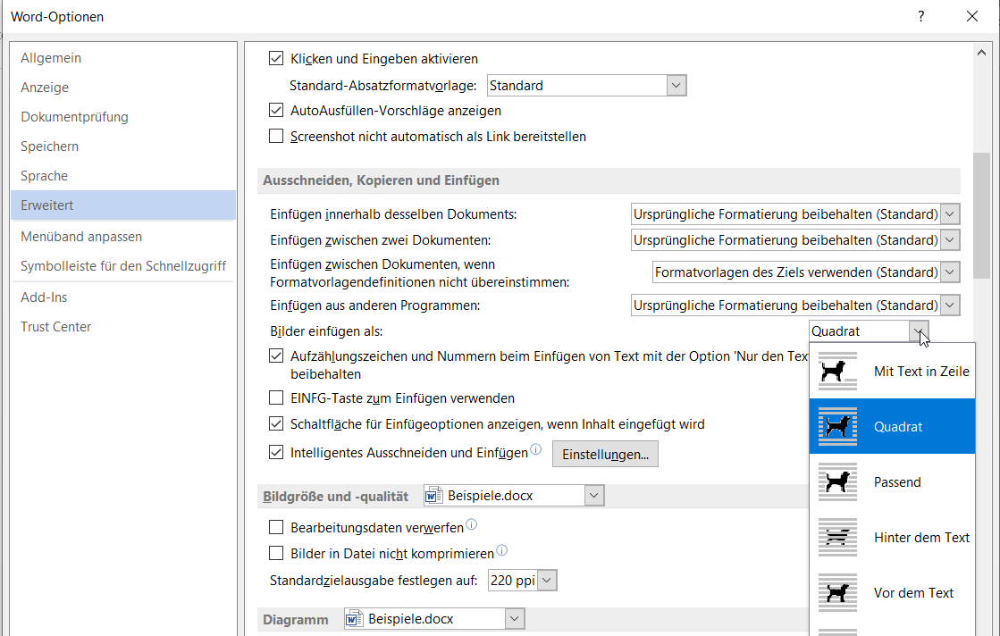 Word-Optionen
?
Allgemein
Anzeige
Dokumentprüfung
Speichern
Sprache
Erweitert
Menüband anpassen
Symbolleiste für den Schnellzugriff
Add-Ins
Trust Center
Klicken und Eingeben aktivieren
Standard-Absatzformatvorlage: Standard
AutoAusfüllen-Vorschläge anzeigen
Screenshot nicht automatisch als Link bereitstellen
Ausschneiden, Kopieren und Einfügen
Einfügen innerhalb desselben Dokuments: Ursprüngliche Formatierung beibehalten (Standard)
Einfügen zwischen zwei Dokumenten: Ursprüngliche Formatierung beibehalten (Standard)
Einfügen zwischen Dokumenten, wenn
Formatvorlagendefinitionen nicht übereinstimmen: Formatvorlagen des Ziels verwenden (Standard)
Einfügen aus anderen Programmen: Ursprüngliche Formatierung beibehalten (Standard)
Bilder einfügen als: Quadrat
Aufzählungszeichen und Nummern beim Einfügen von Text mit der Option 'Nur den Tex
beibehalten
EINFG-Taste zum Einfügen verwenden
Schaltfläche für Einfügeoptionen anzeigen, wenn Inhalt eingefügt wird
Intelligentes Ausschneiden und Einfügen Einstellungen...
Mit Text in Zeile
Quadrat
Passend
Hinter dem Text
Vor dem Text
Bildgröße und -qualität Beispiele.docx
Bearbeitungsdaten verwerfen
Bilder in Datei nicht komprimieren
Standardzielausgabe festlegen auf: 220 ppi
Diagramm Beispiele.docx